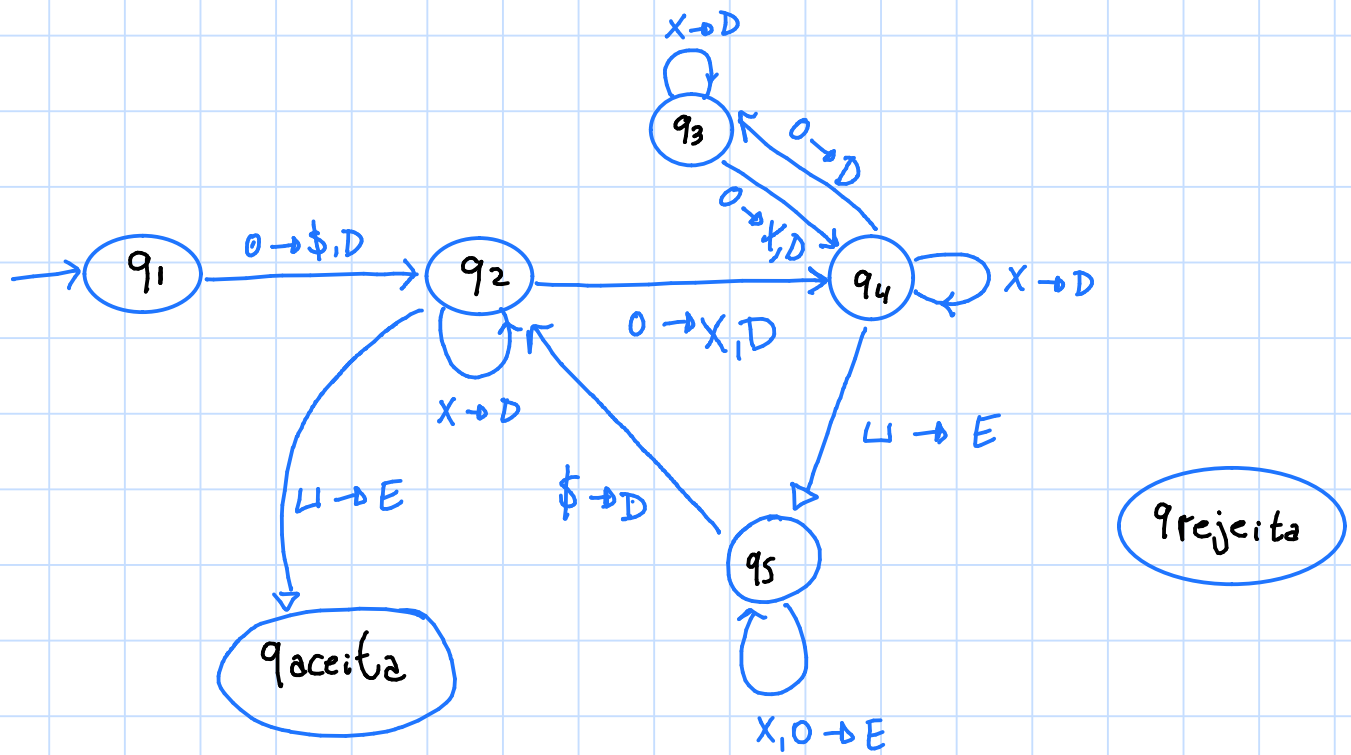 X→D
q3
0→D
0→X,D
q1
0→$,D
q2
q4
X→D
0→X,D
X→D
⊔→E
⊔→E
$→D
qrejeita
q5
qaceita
X,0→E